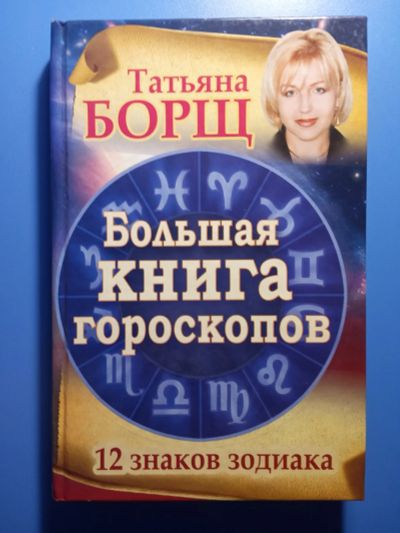 Татьяна
БОРЩ
Большая
книга
гороскопов
12 знаков зодиака